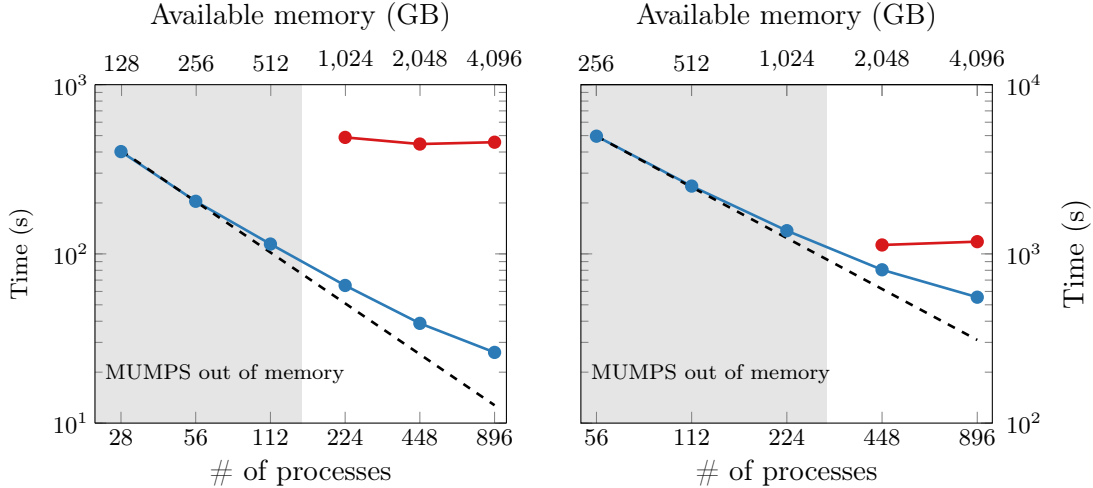 Available memory (GB)
128 256 512 1,024 2,048 4,096
10^3
10^2
10^1
Time (s)
MUMPS out of memory
28 56 112 224 448 896
# of processes
Available memory (GB)
256 512 1,024 2,048 4,096
10^4
10^3
10^2
Time (s)
MUMPS out of memory
56 112 224 448 896
# of processes